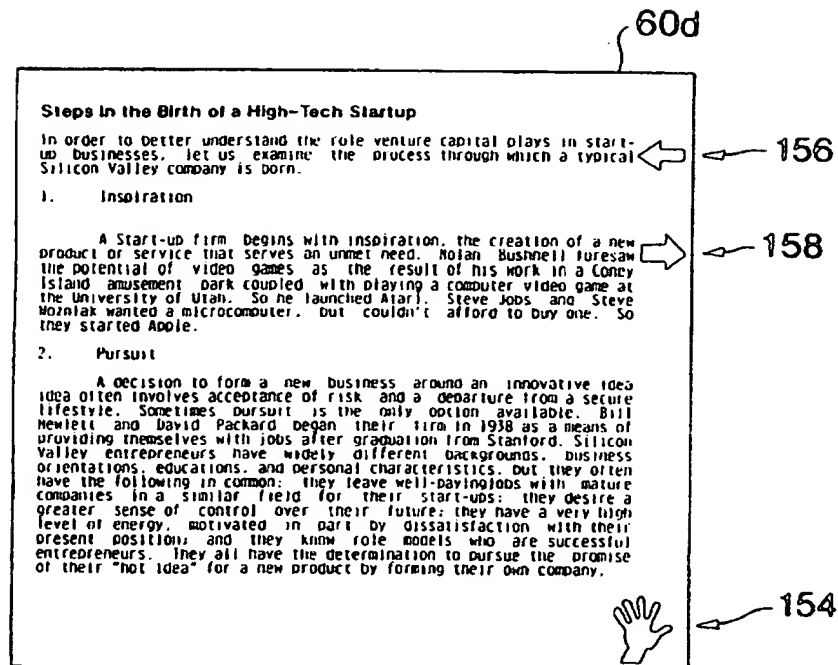 60d
Steps in the Birth of a High-Tech Startup
In order to better understand the role venture capital plays in start-
up businesses, let us examine the process through which a typical
Silicon Valley company is born.
156
1. Inspiration
A Start-up firm begins with inspiration, the creation of a new
product or service that serves an unmet need. Nolan Bushnell foresaw
the potential of video games as the result of his work in a Coney
Island amusement park coupled with playing a computer video game at
the University of Utah. So he launched Atari. Steve Jobs and Steve
Wozniak wanted a microcomputer, but couldn't afford to buy one. So
they started Apple.
158
2. Pursuit
A decision to form a new business around an innovative idea
idea often involves acceptance of risk and a departure from a secure
lifestyle. Sometimes pursuit is the only option available. Bill
Hewlett and David Packard began their firm in 1938 as a means of
providing themselves with jobs after graduation from Stanford. Silicon
Valley entrepreneurs have widely different backgrounds, business
orientations, educations, and personal characteristics, but they often
have the following in common: they leave well-payingjobs with mature
companies in a similar field for their start-ups; they desire a
greater sense of control over their future; they have a very high
level of energy, motivated in part by dissatisfaction with their
present position; and they know role models who are successful
entrepreneurs. They all have the determination to pursue the promise
of their "hot idea" for a new product by forming their own company.
154